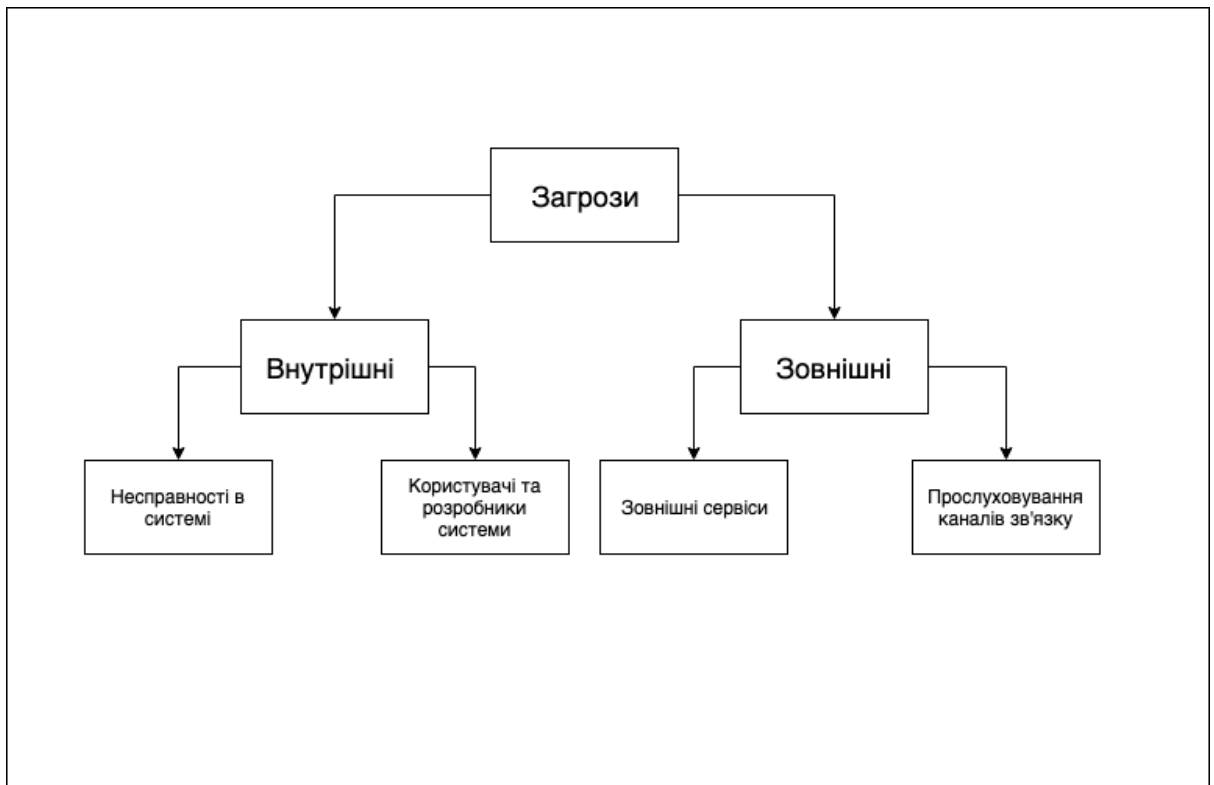 Загрози
Внутрішні
Зовнішні
Несправності в
системі
Користувачі та
розробники
системи
Зовнішні сервіси
Прослуховування
каналів зв'язку